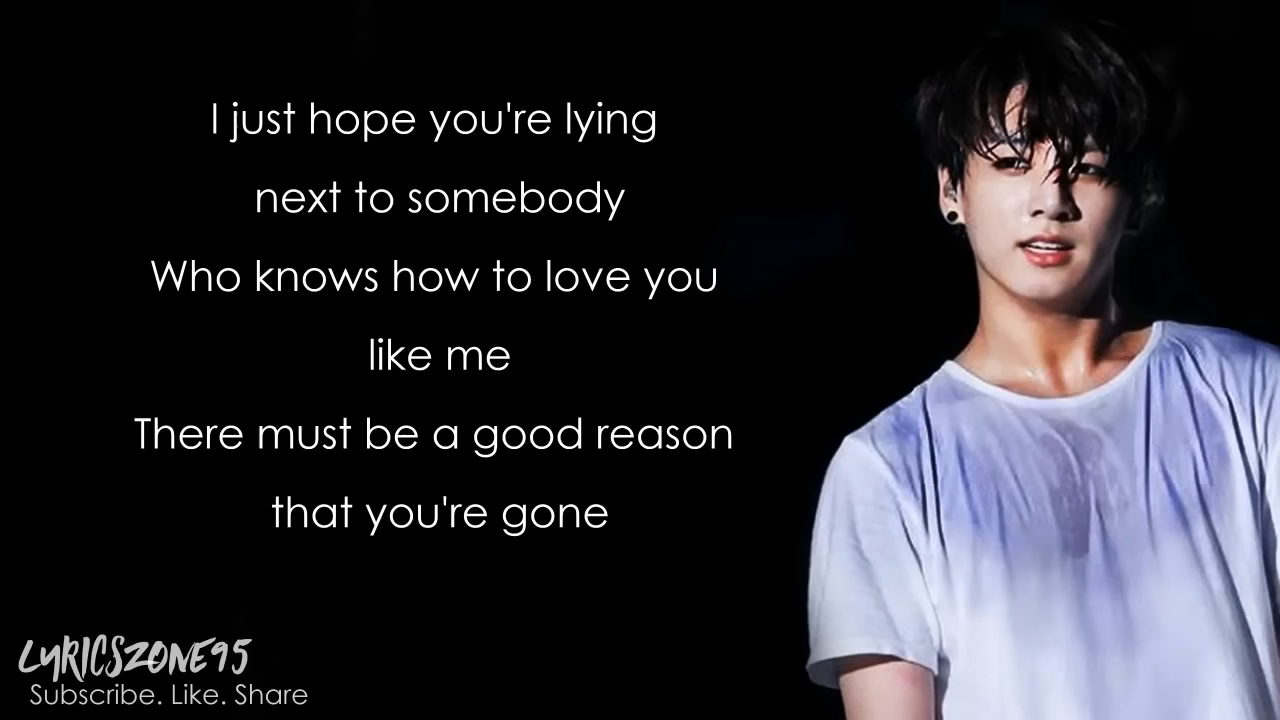 I just hope you're lying
next to somebody
Who knows how to love you
like me
There must be a good reason
that you're gone
LYRICSZONE95
Subscribe. Like. Share